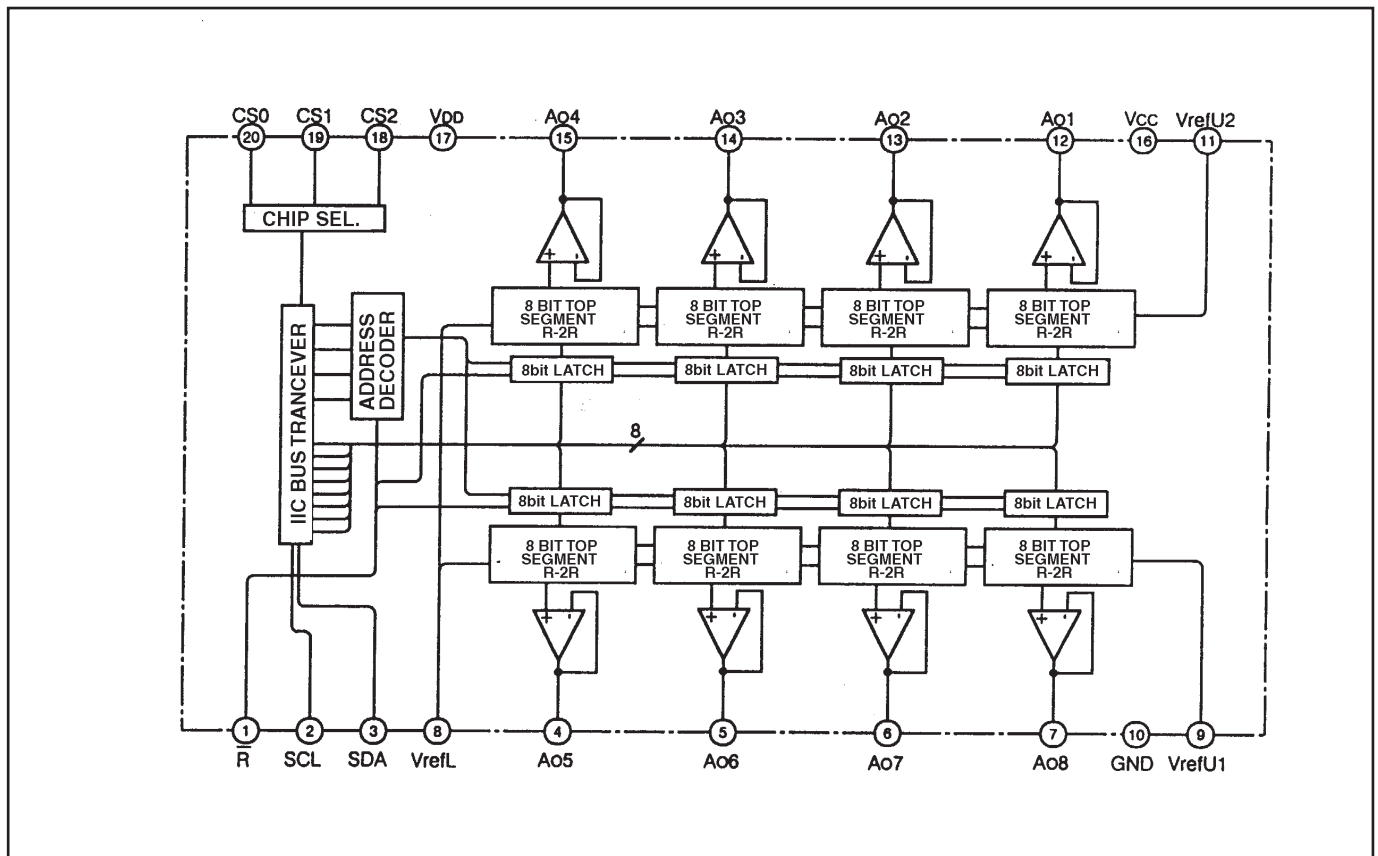 CS0 CS1 CS2 VDD Ao4 Ao3 Ao2 Ao1 Vcc VrefU2
20 19 18 17 15 14 13 12 16 11
CHIP SEL.
+ - + - + - + -
IIC BUS TRANCEVER
ADDRESS
DECODER
8 BIT TOP
SEGMENT
R-2R
8 BIT TOP
SEGMENT
R-2R
8 BIT TOP
SEGMENT
R-2R
8 BIT TOP
SEGMENT
R-2R
8bit LATCH 8bit LATCH 8bit LATCH 8bit LATCH
8
8bit LATCH 8bit LATCH 8bit LATCH 8bit LATCH
8 BIT TOP
SEGMENT
R-2R
8 BIT TOP
SEGMENT
R-2R
8 BIT TOP
SEGMENT
R-2R
8 BIT TOP
SEGMENT
R-2R
+ - + - + - + -
1 2 3 8 4 5 6 7 10 9
R̅ SCL SDA VrefL Ao5 Ao6 Ao7 Ao8 GND VrefU1